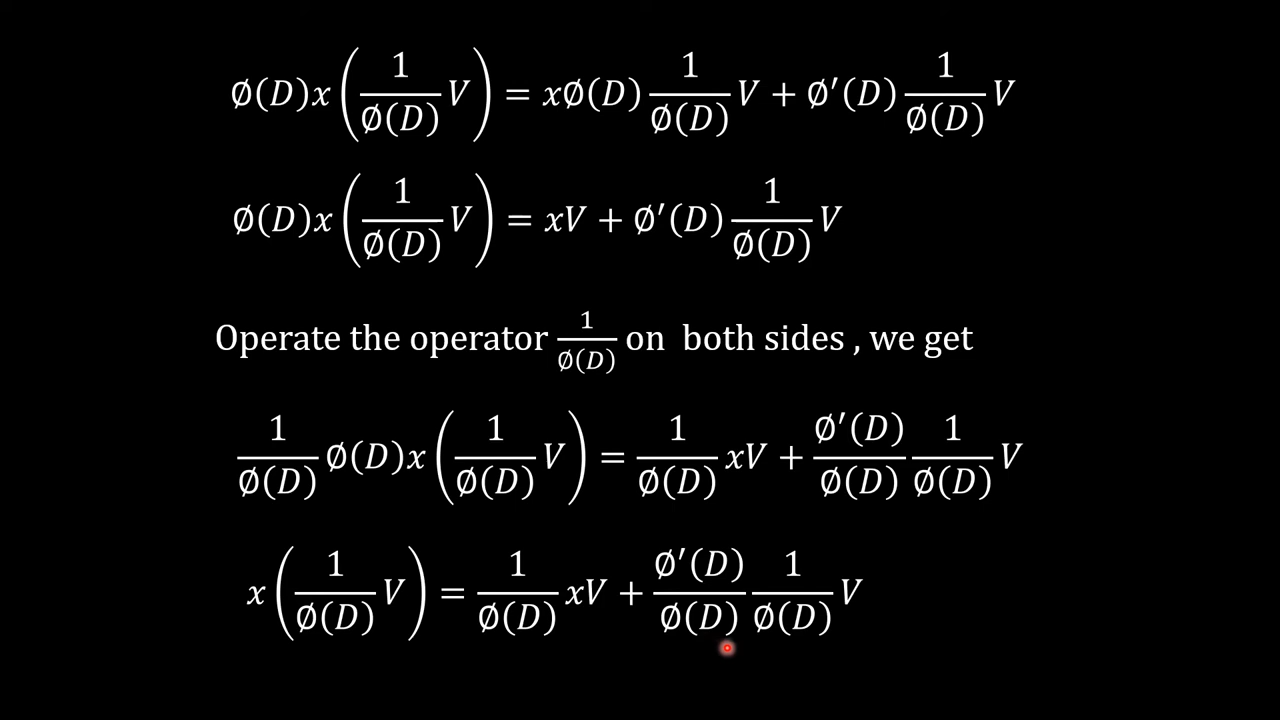 ∅(D)x(1/∅(D) V) = x∅(D) 1/∅(D) V + ∅′(D) 1/∅(D) V
∅(D)x(1/∅(D) V) = xV + ∅′(D) 1/∅(D) V
Operate the operator 1/∅(D) on both sides , we get
1/∅(D) ∅(D)x(1/∅(D) V) = 1/∅(D) xV + ∅′(D)/∅(D) 1/∅(D) V
x(1/∅(D) V) = 1/∅(D) xV + ∅′(D)/∅(D) 1/∅(D) V